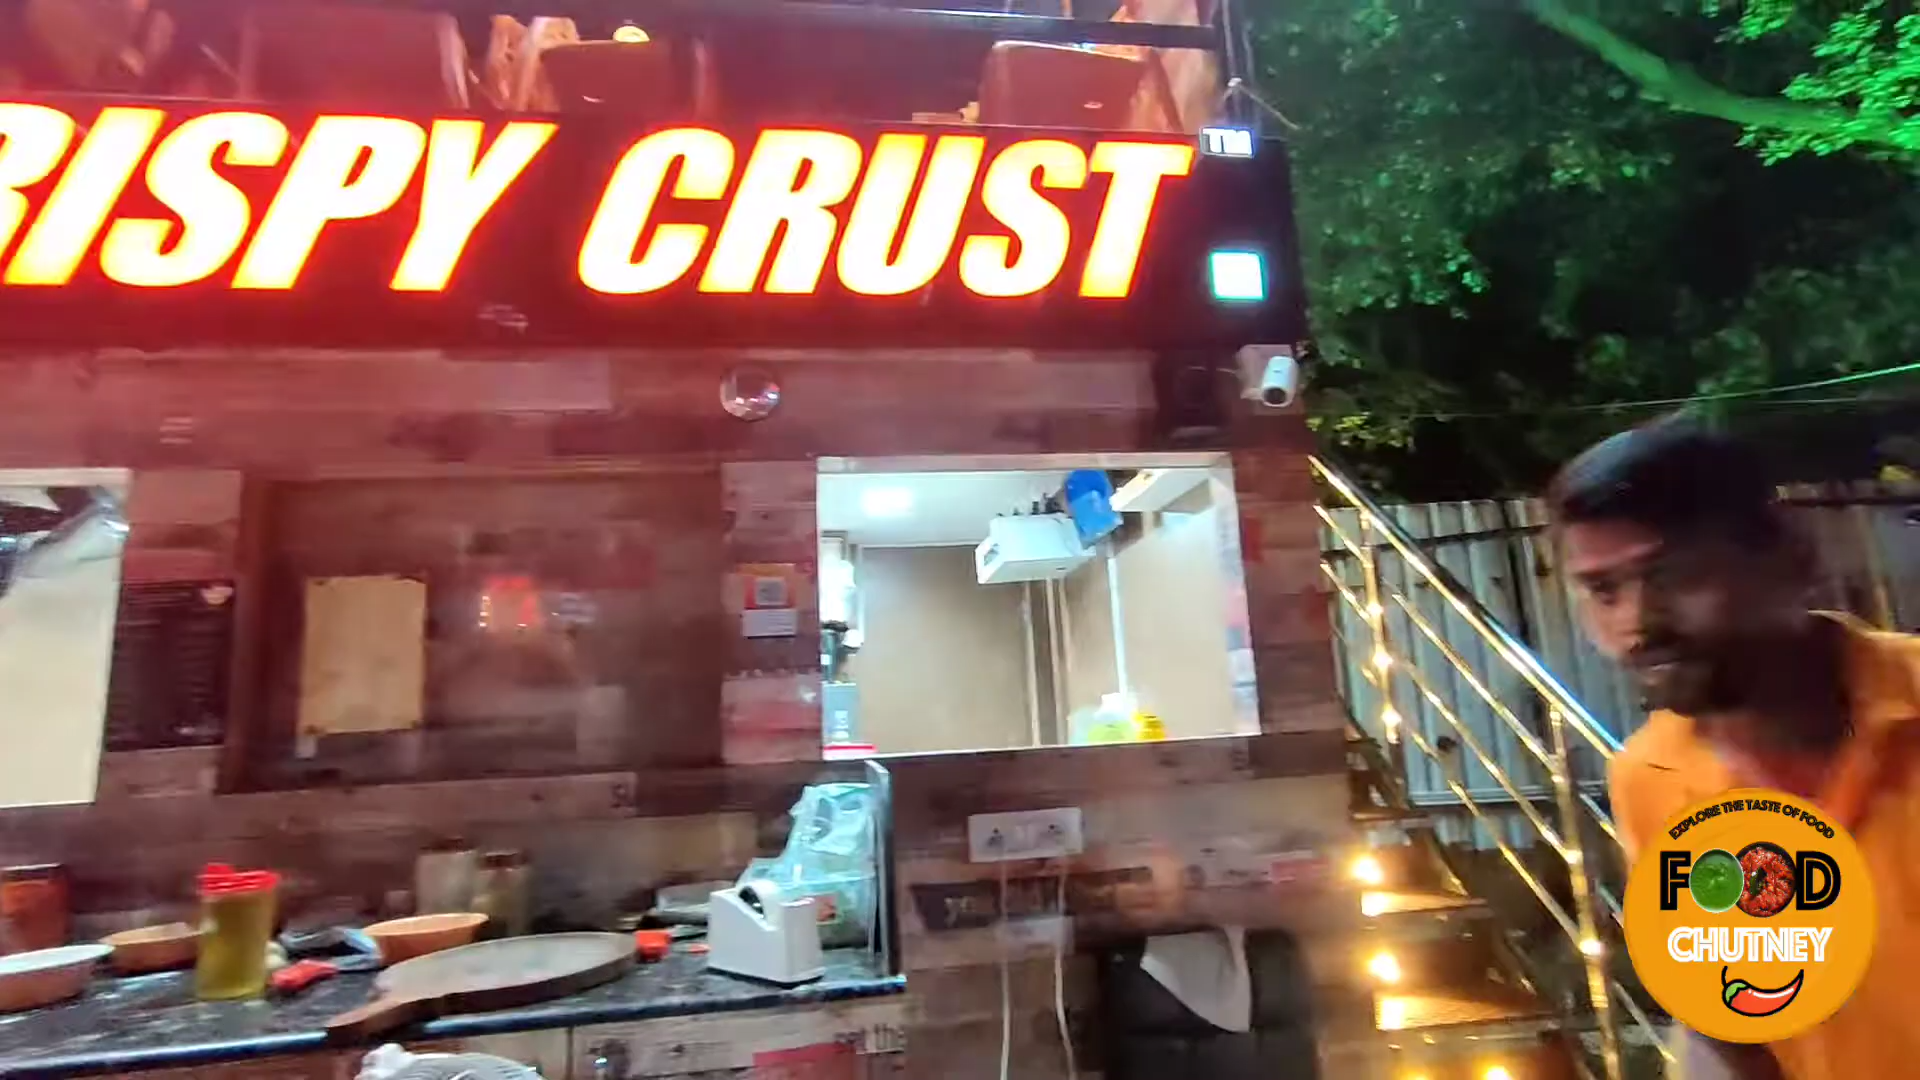 RISPY CRUST
TM
EXPLORE THE TASTE OF FOOD
FOOD
CHUTNEY